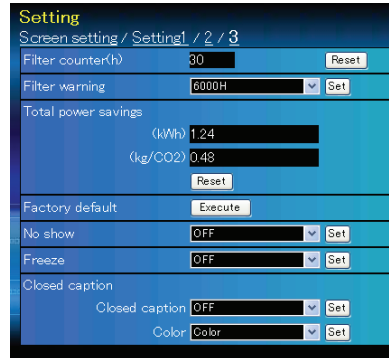 Setting
Screen setting / Setting1 / 2 / 3
Filter counter(h) 30 Reset
Filter warning 6000H Set
Total power savings
(kWh) 1.24
(kg/CO2) 0.48
Reset
Factory default Execute
No show OFF Set
Freeze OFF Set
Closed caption
Closed caption OFF Set
Color Color Set